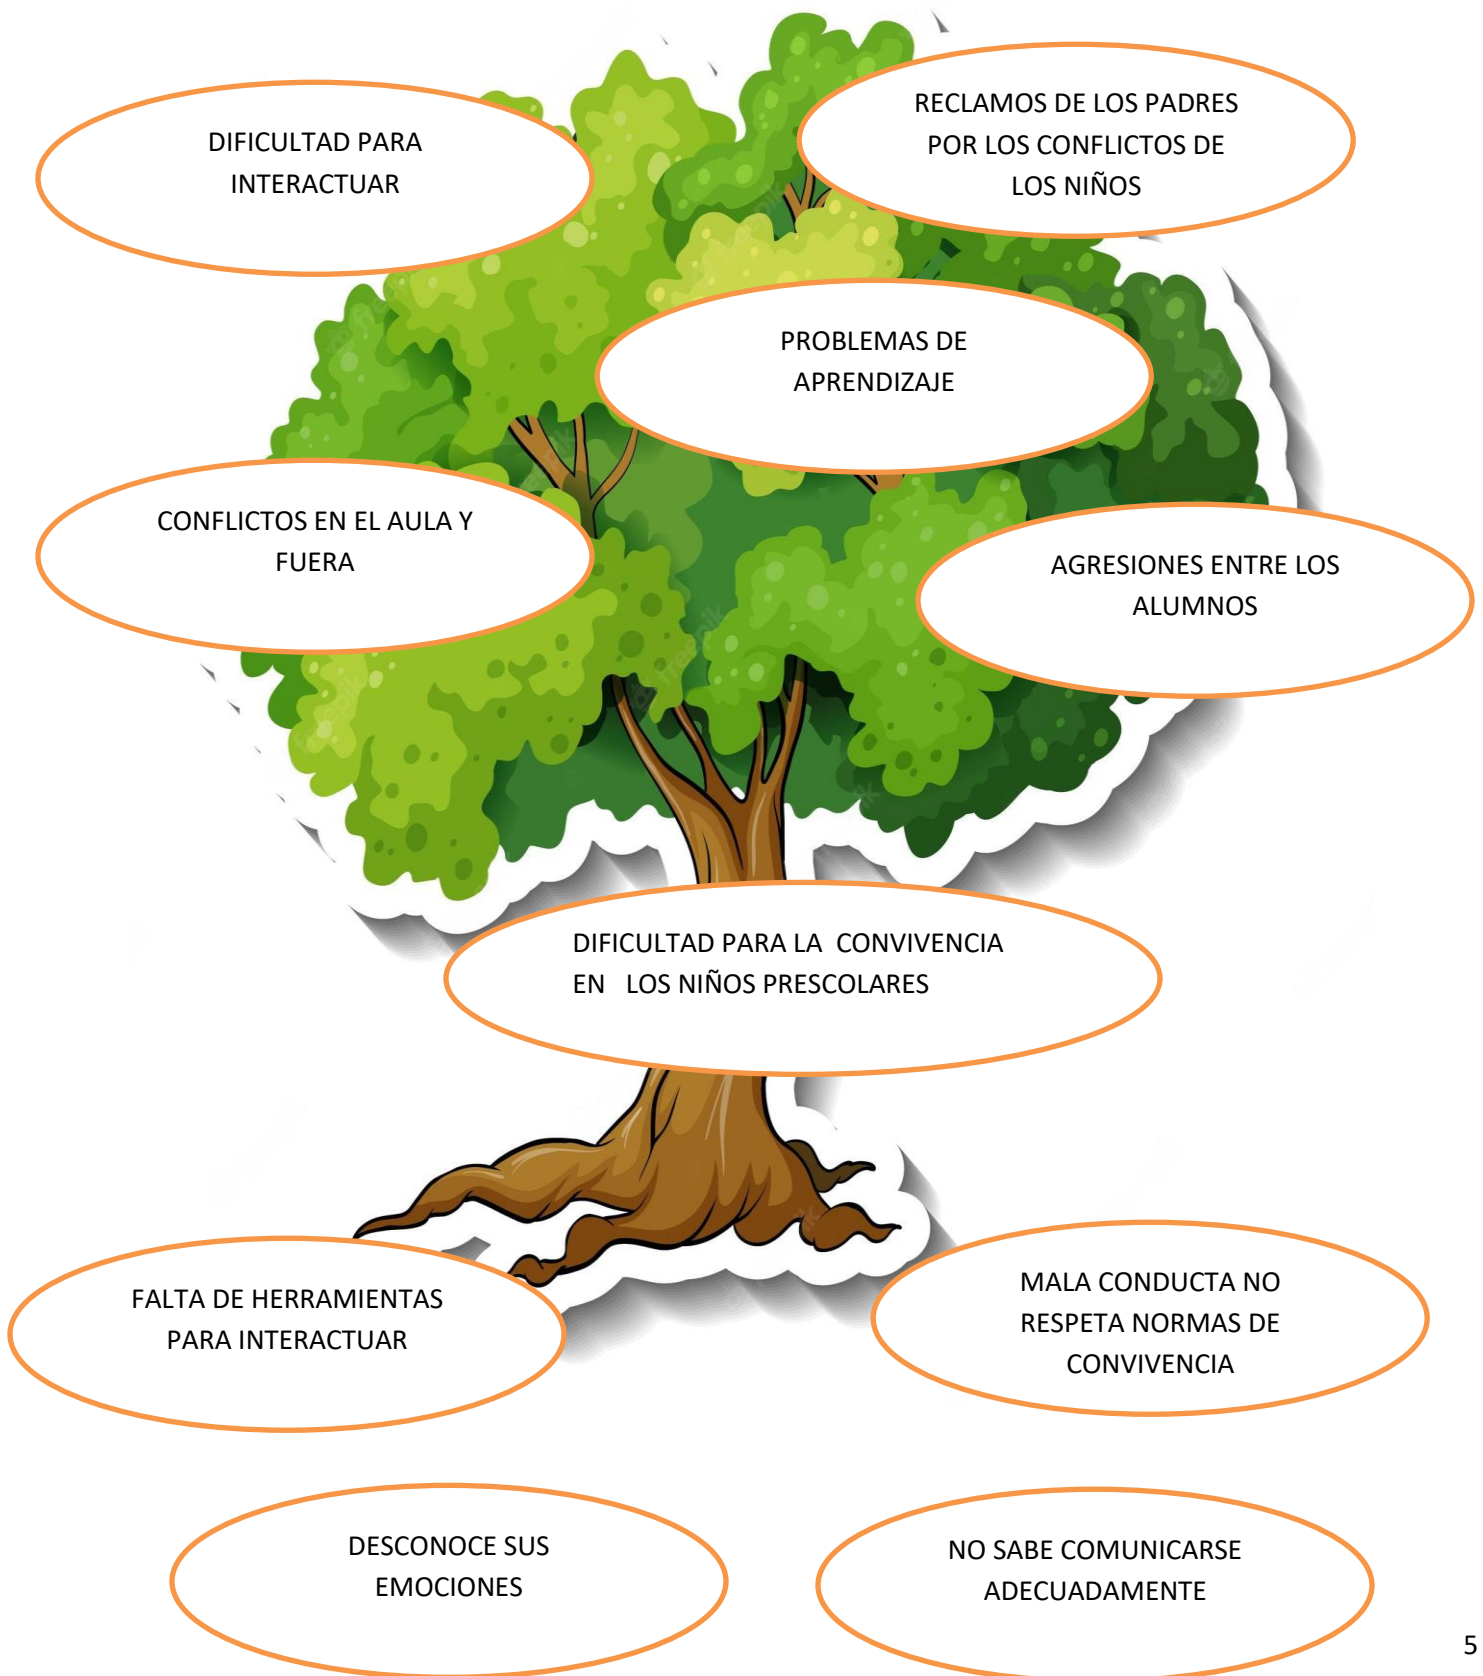 DIFICULTAD PARA
INTERACTUAR
RECLAMOS DE LOS PADRES
POR LOS CONFLICTOS DE
LOS NIÑOS
PROBLEMAS DE
APRENDIZAJE
CONFLICTOS EN EL AULA Y
FUERA
AGRESIONES ENTRE LOS
ALUMNOS
DIFICULTAD PARA LA CONVIVENCIA
EN LOS NIÑOS PRESCOLARES
FALTA DE HERRAMIENTAS
PARA INTERACTUAR
MALA CONDUCTA NO
RESPETA NORMAS DE
CONVIVENCIA
DESCONOCE SUS
EMOCIONES
NO SABE COMUNICARSE
ADECUADAMENTE
5